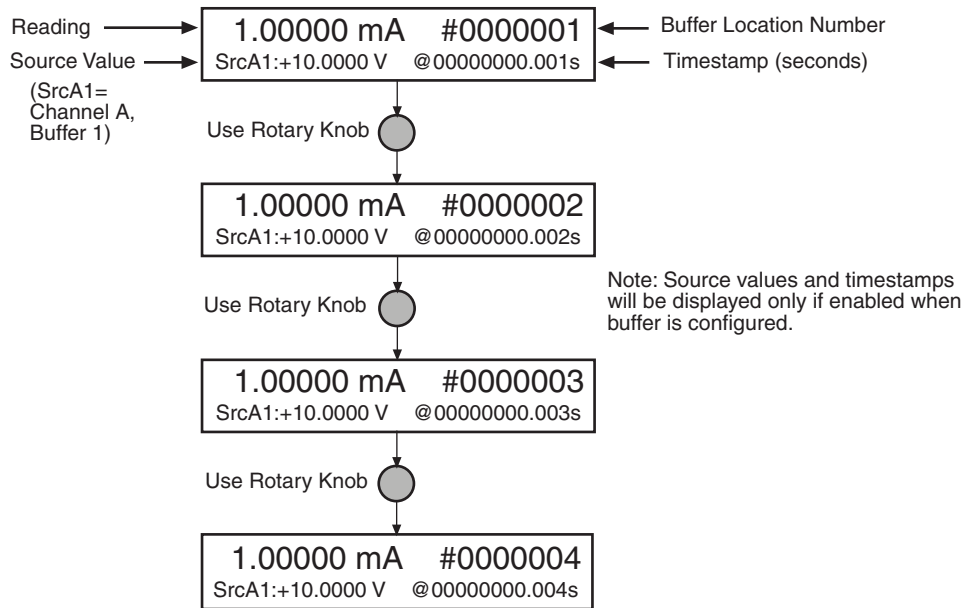 Reading
1.00000 mA #0000001
Buffer Location Number
Source Value
SrcA1:+10.0000 V @00000000.001s
Timestamp (seconds)
(SrcA1=
Channel A,
Buffer 1)
Use Rotary Knob
1.00000 mA #0000002
SrcA1:+10.0000 V @00000000.002s
Note: Source values and timestamps
will be displayed only if enabled when
buffer is configured.
Use Rotary Knob
1.00000 mA #0000003
SrcA1:+10.0000 V @00000000.003s
Use Rotary Knob
1.00000 mA #0000004
SrcA1:+10.0000 V @00000000.004s